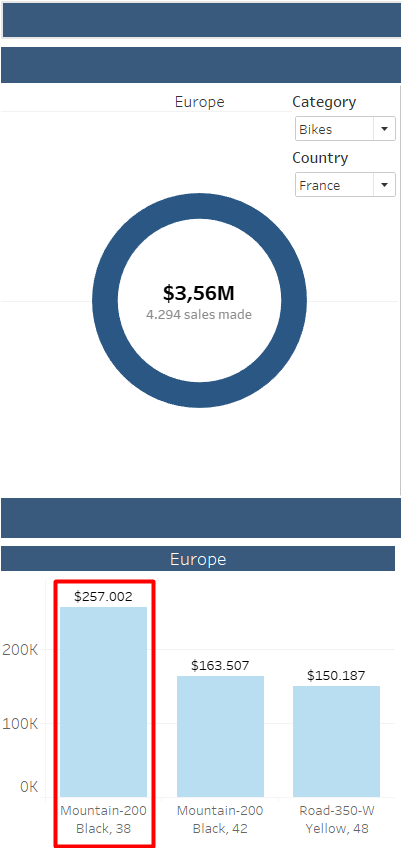 Europe
Category
Bikes
Country
France
$3,56M
4.294 sales made
Europe
$257.002
$163.507
$150.187
200K
100K
0K
Mountain-200
Black, 38
Mountain-200
Black, 42
Road-350-W
Yellow, 48